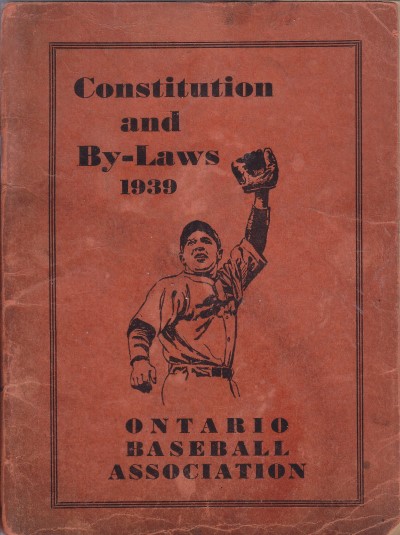 Constitution
and
By-Laws
1939
ONTARIO
BASEBALL
ASSOCIATION